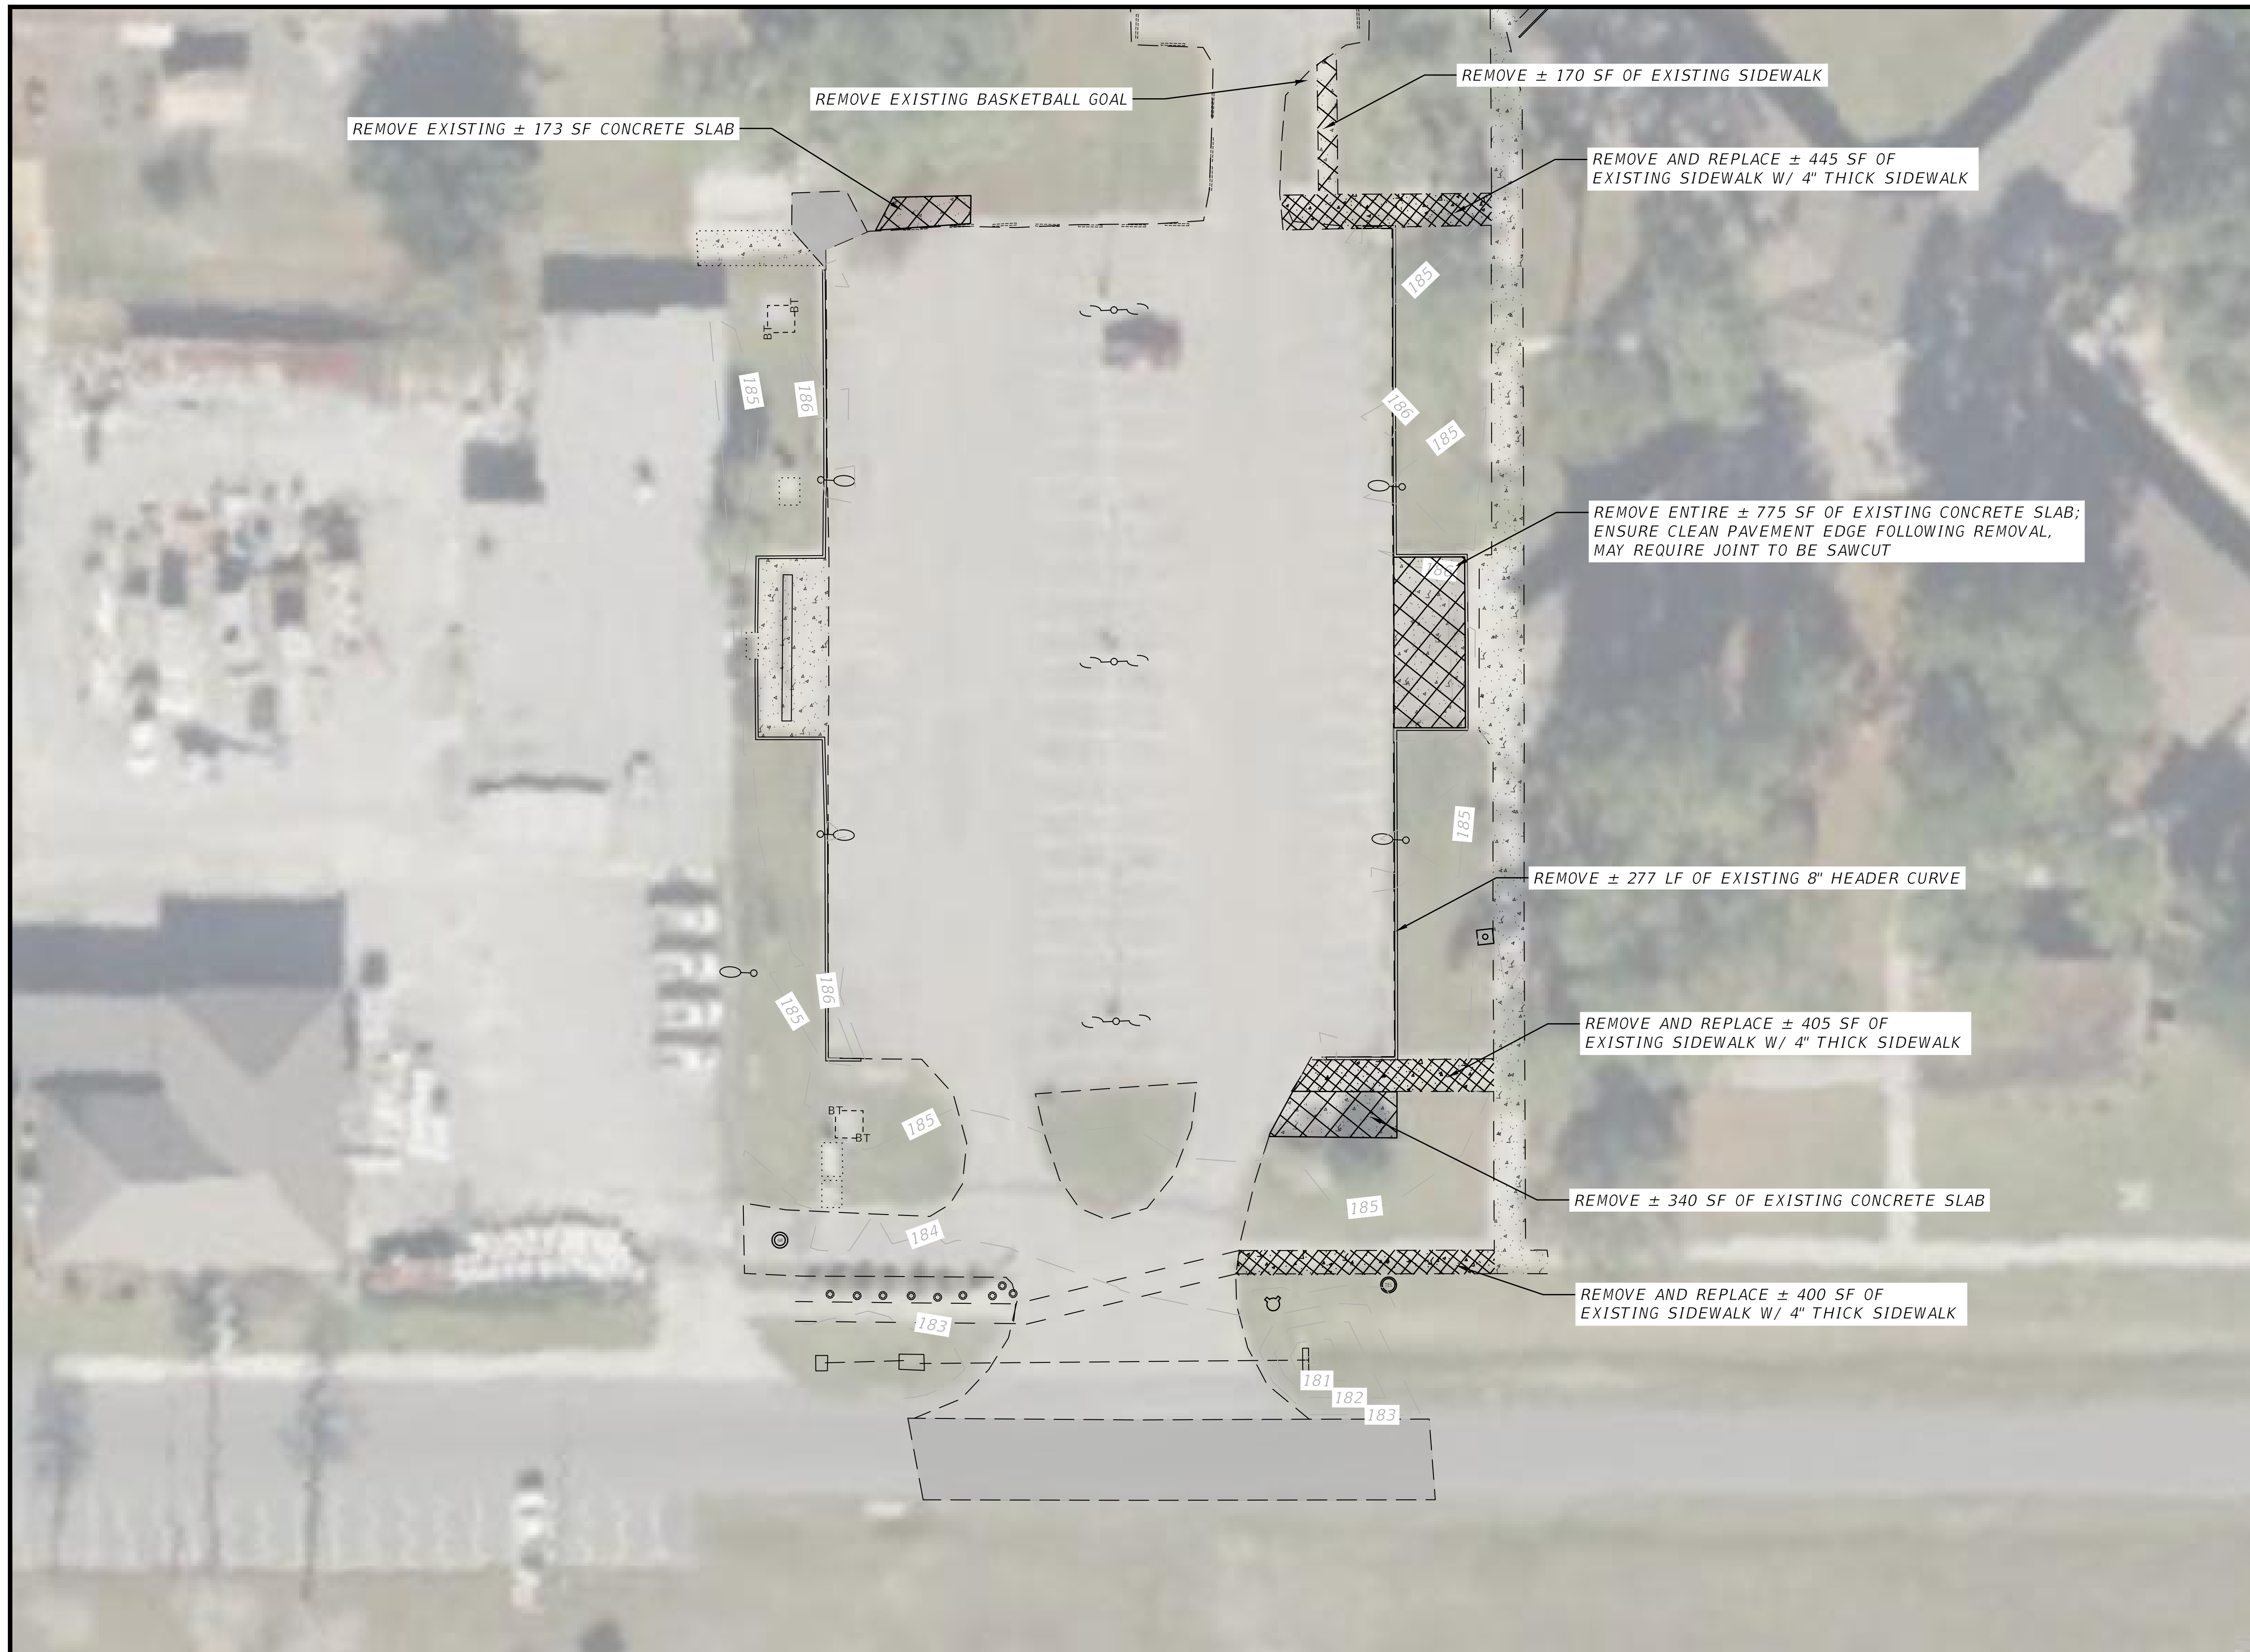 REMOVE ± 170 SF OF EXISTING SIDEWALK
REMOVE EXISTING BASKETBALL GOAL
REMOVE EXISTING ± 173 SF CONCRETE SLAB
REMOVE AND REPLACE ± 445 SF OF
EXISTING SIDEWALK W/ 4" THICK SIDEWALK
185
BT
BT
185
186
186
185
REMOVE ENTIRE ± 775 SF OF EXISTING CONCRETE SLAB;
ENSURE CLEAN PAVEMENT EDGE FOLLOWING REMOVAL,
MAY REQUIRE JOINT TO BE SAWCUT
185
REMOVE ± 277 LF OF EXISTING 8" HEADER CURVE
186
185
REMOVE AND REPLACE ± 405 SF OF
EXISTING SIDEWALK W/ 4" THICK SIDEWALK
BT
BT
185
REMOVE ± 340 SF OF EXISTING CONCRETE SLAB
185
184
REMOVE AND REPLACE ± 400 SF OF
EXISTING SIDEWALK W/ 4" THICK SIDEWALK
183
181
182
183